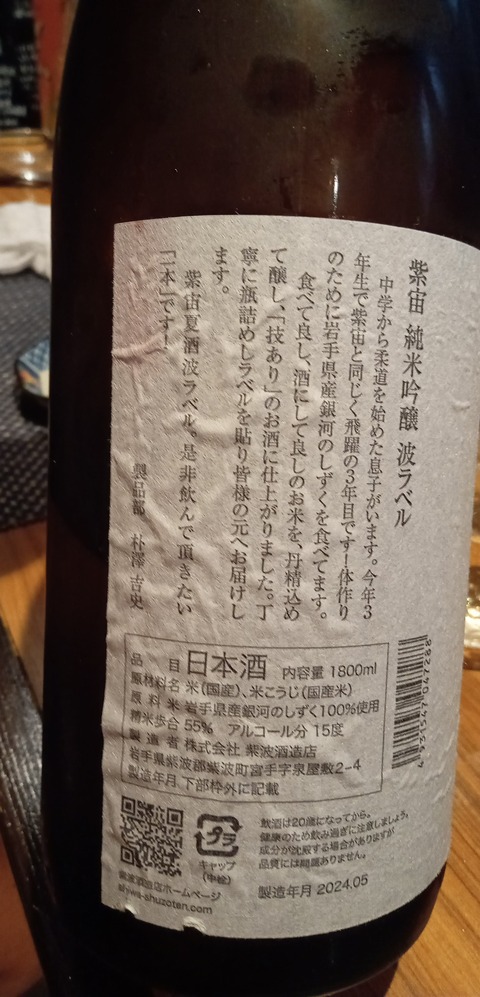 紫宙 純米吟醸 波ラベル
中学から柔道を始めた息子がいます。今年3
年生で紫宙と同じく飛躍の3年目です!体作り
のために岩手県産銀河のしずくを食べてます。
食べて良し、酒にして良しのお米を、丹精込め
て醸し、「技あり」のお酒に仕上がりました。丁
寧に瓶詰めしラベルを貼り皆様の元へお届けし
ます。
紫宙夏酒波ラベル。是非飲んで頂きたい
「一本」です!
製品部 朴澤 吉史
品目 日本酒 内容量 1800ml
原材料名 米(国産)、米こうじ(国産米)
原料米 岩手県産銀河のしずく100%使用
精米歩合 55% アルコール分 15度
製造者 株式会社 紫波酒造店
岩手県紫波郡紫波町宮手字泉屋敷2-4
製造年月 下部枠外に記載
4 931547 047288
プラ
キャップ
(中栓)
飲酒は20歳になってから。
健康のため飲み過ぎに注意しましょう。
成分が沈殿する場合がありますが
品質には問題ありません。
紫波酒造店ホームページ
shiwa-shuzoten.com
製造年月 2024.05